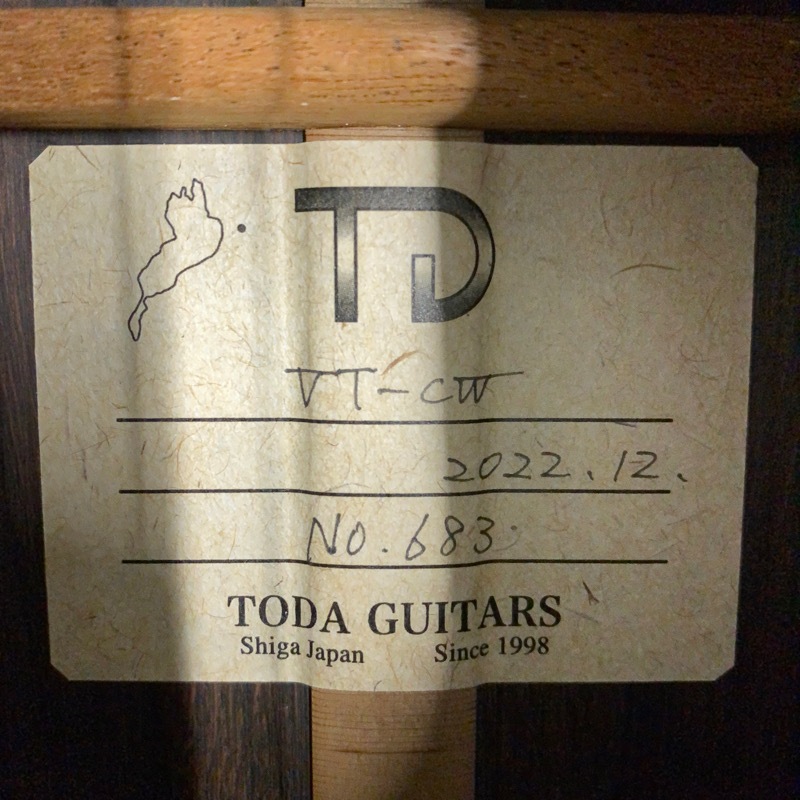 TD
VT-CW
2022.12.
No.683
TODA GUITARS
Shiga Japan Since 1998